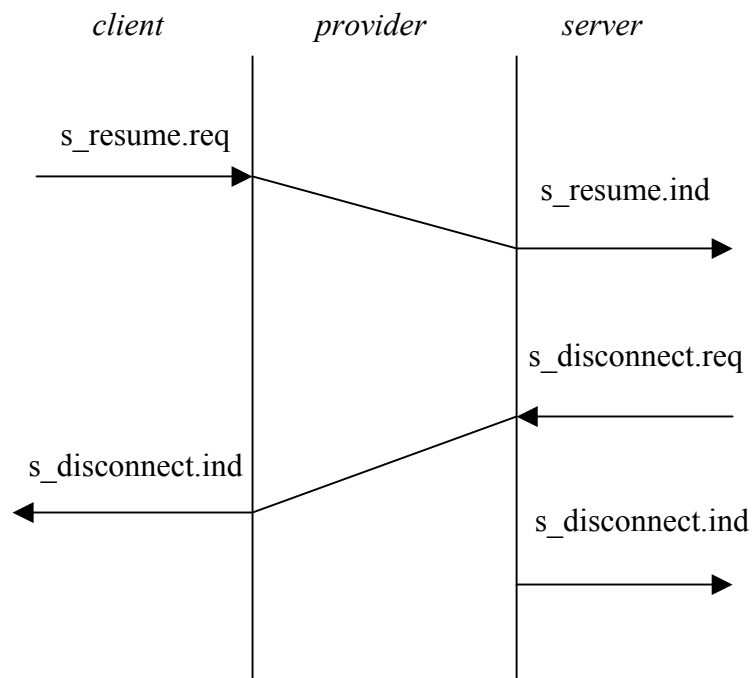 client provider server
s_resume.req
s_resume.ind
s_disconnect.req
s_disconnect.ind
s_disconnect.ind